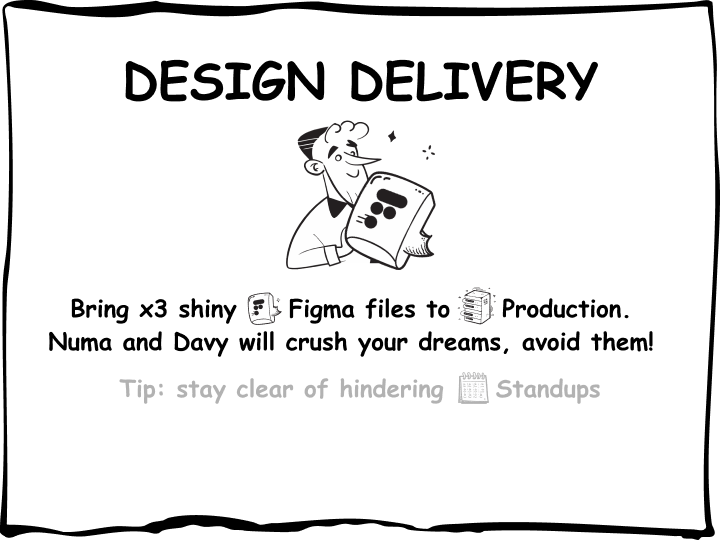 DESIGN DELIVERY
Bring x3 shiny Figma files to Production.
Numa and Davy will crush your dreams, avoid them!
Tip: stay clear of hindering Standups